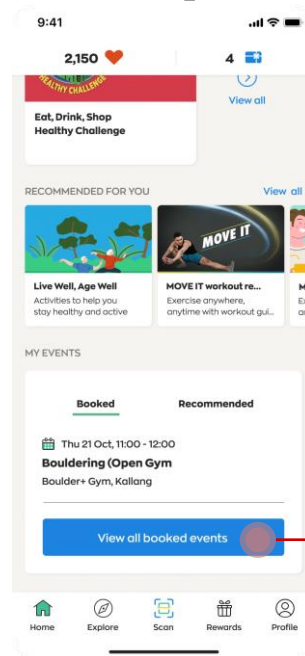 9:41
2,150
4
HEALTHY CHALLENGE
View all
Eat, Drink, Shop
Healthy Challenge
RECOMMENDED FOR YOU
View all
MOVE IT
Live Well, Age Well
Activities to help you
stay healthy and active
MOVE IT workout re...
Exercise anywhere,
anytime with workout gui...
M
E
a
MY EVENTS
Booked
Recommended
Thu 21 Oct, 11:00 - 12:00
Bouldering (Open Gym
Boulder+ Gym, Kallang
View all booked events
Home
Explore
Scan
Rewards
Profile